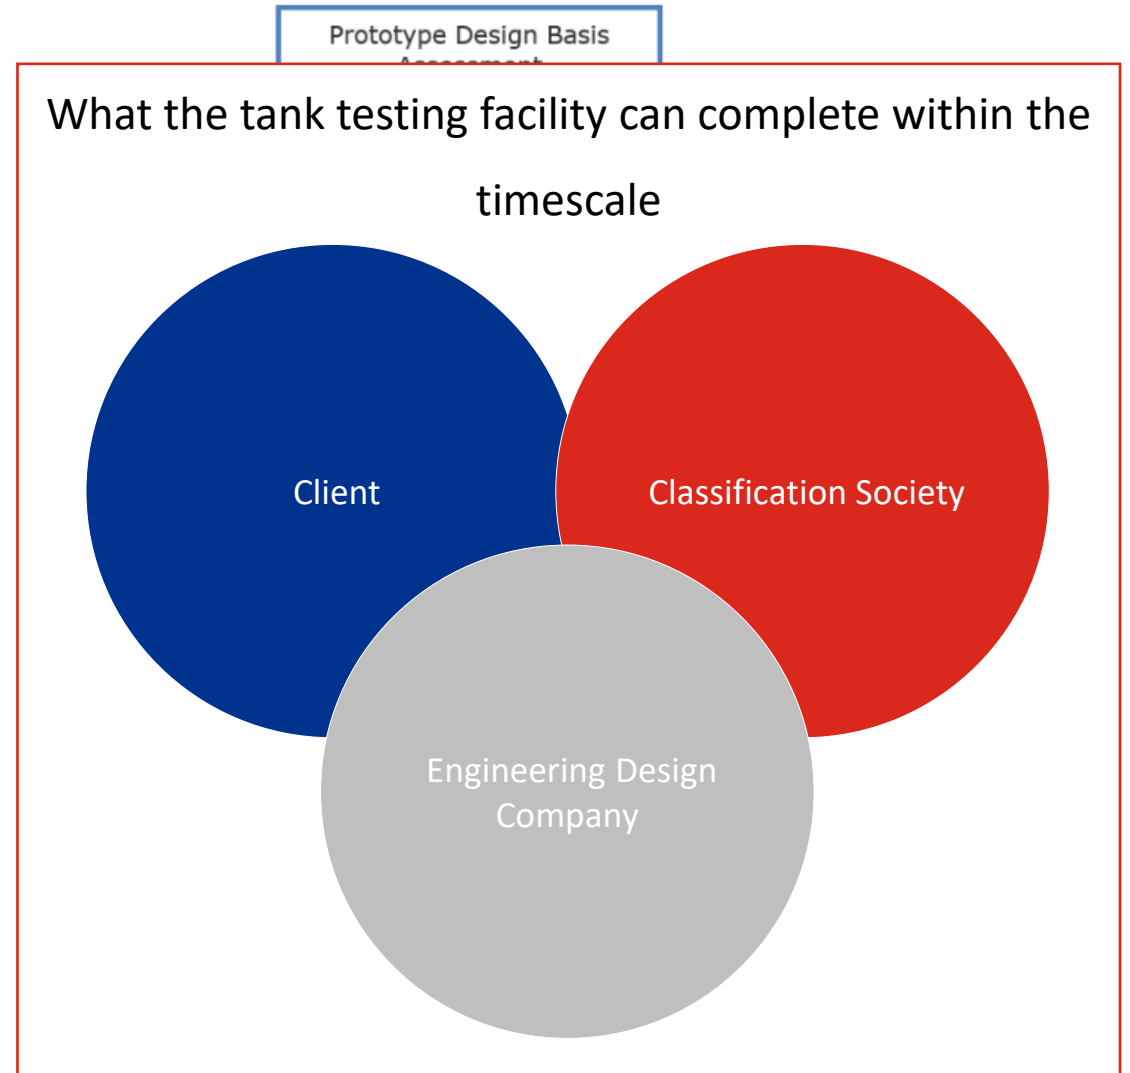 Prototype Design Basis
Assessment
What the tank testing facility can complete within the
timescale
Client
Classification Society
Engineering Design
Company